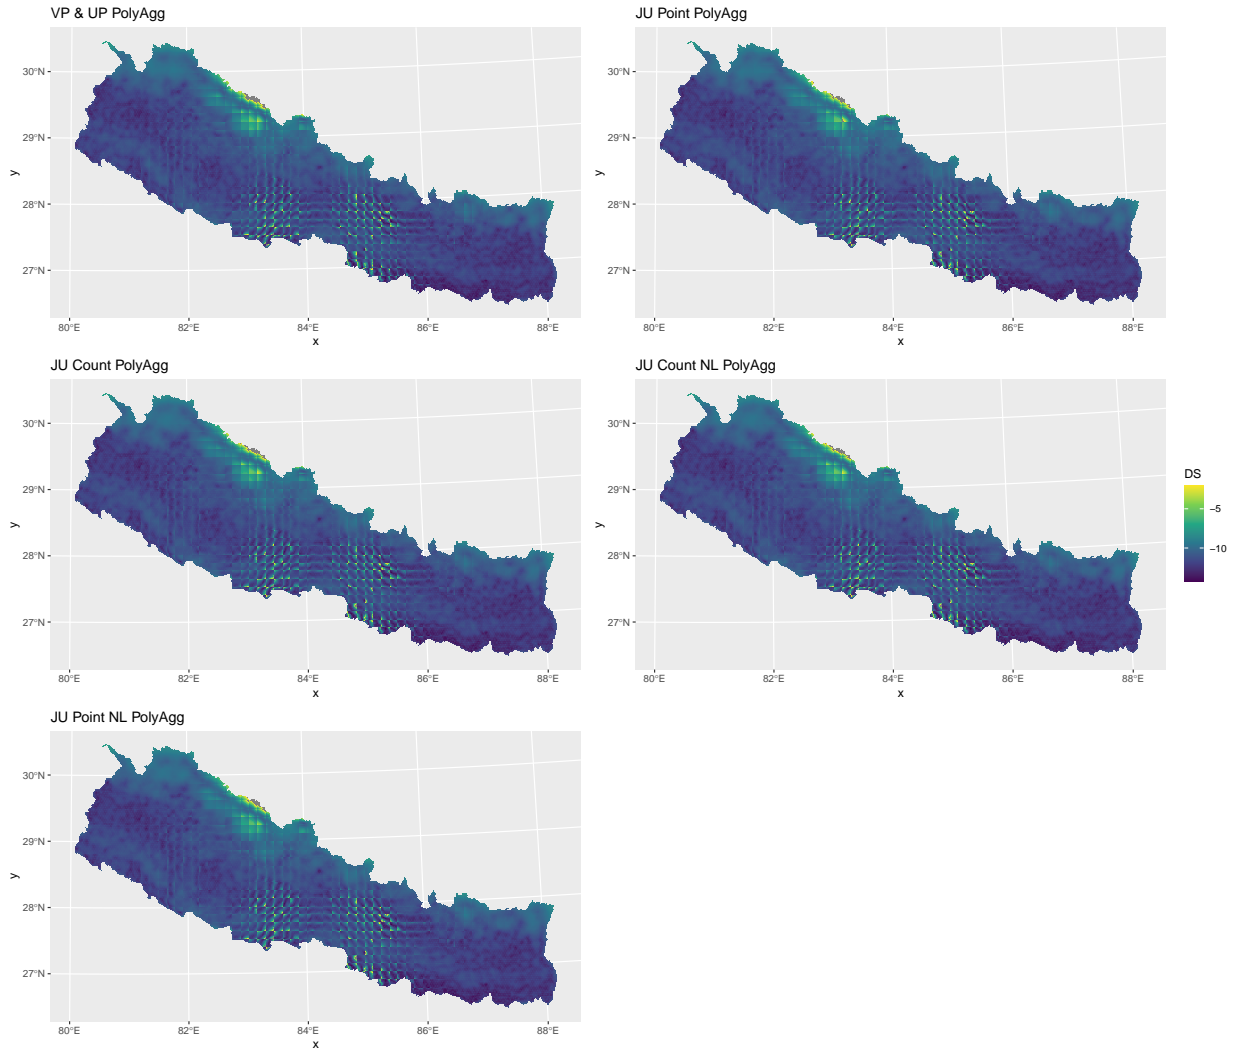 VP & UP PolyAgg
JU Point PolyAgg
30°N
29°N
28°N
27°N
y
80°E
82°E
84°E
86°E
88°E
x
30°N
29°N
28°N
27°N
y
80°E
82°E
84°E
86°E
88°E
x
JU Count PolyAgg
JU Count NL PolyAgg
30°N
29°N
28°N
27°N
y
80°E
82°E
84°E
86°E
88°E
x
30°N
29°N
28°N
27°N
y
80°E
82°E
84°E
86°E
88°E
x
DS
−5
−10
JU Point NL PolyAgg
30°N
29°N
28°N
27°N
y
80°E
82°E
84°E
86°E
88°E
x